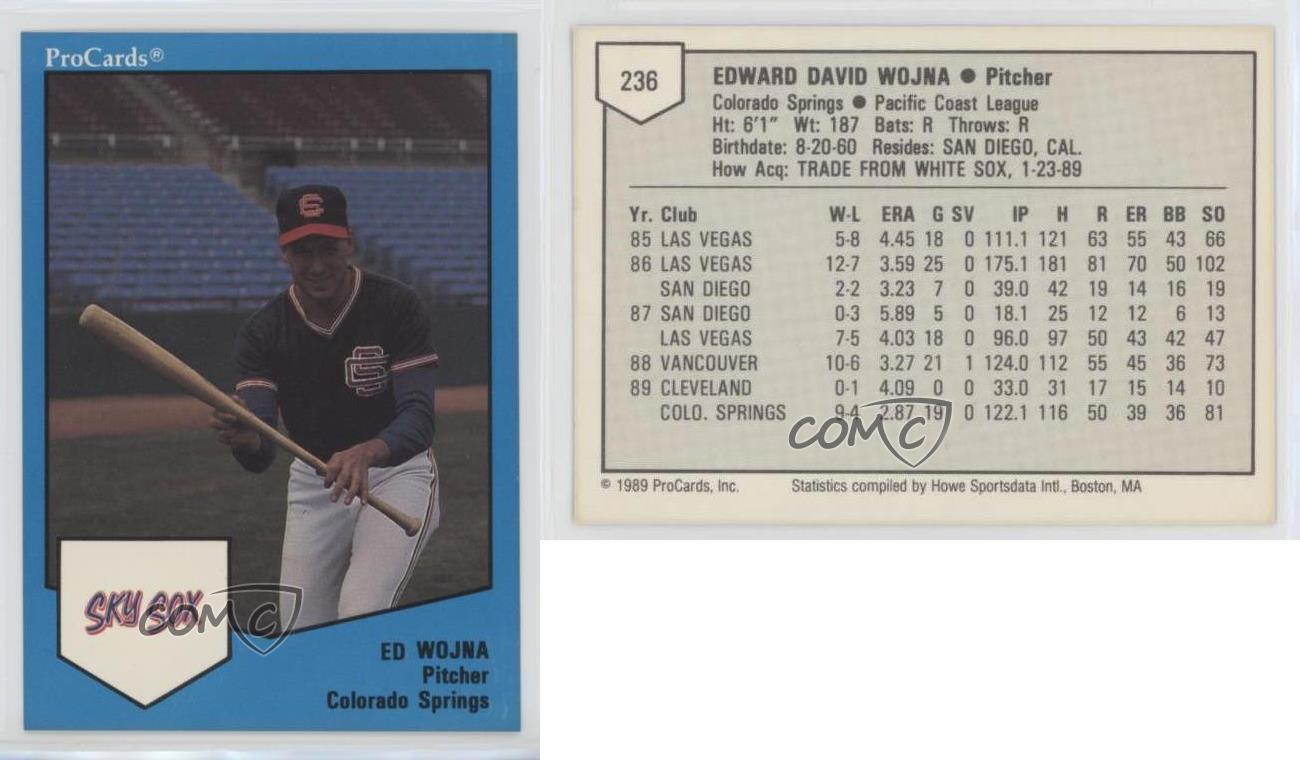 ProCards®
SC
SC
SKY SOX
COMC
ED WOJNA
Pitcher
Colorado Springs
236
EDWARD DAVID WOJNA ● Pitcher
Colorado Springs ● Pacific Coast League
Ht: 6'1" Wt: 187 Bats: R Throws: R
Birthdate: 8-20-60 Resides: SAN DIEGO, CAL.
How Acq: TRADE FROM WHITE SOX, 1-23-89
Yr. Club W-L ERA G SV IP H R ER BB SO
85 LAS VEGAS 5-8 4.45 18 0 111.1 121 63 55 43 66
86 LAS VEGAS 12-7 3.59 25 0 175.1 181 81 70 50 102
SAN DIEGO 2-2 3.23 7 0 39.0 42 19 14 16 19
87 SAN DIEGO 0-3 5.89 5 0 18.1 25 12 12 6 13
LAS VEGAS 7-5 4.03 18 0 96.0 97 50 43 42 47
88 VANCOUVER 10-6 3.27 21 1 124.0 112 55 45 36 73
89 CLEVELAND 0-1 4.09 0 0 33.0 31 17 15 14 10
COLO. SPRINGS 9-4 2.87 19 0 122.1 116 50 39 36 81
COMC
© 1989 ProCards, Inc. Statistics compiled by Howe Sportsdata Intl., Boston, MA